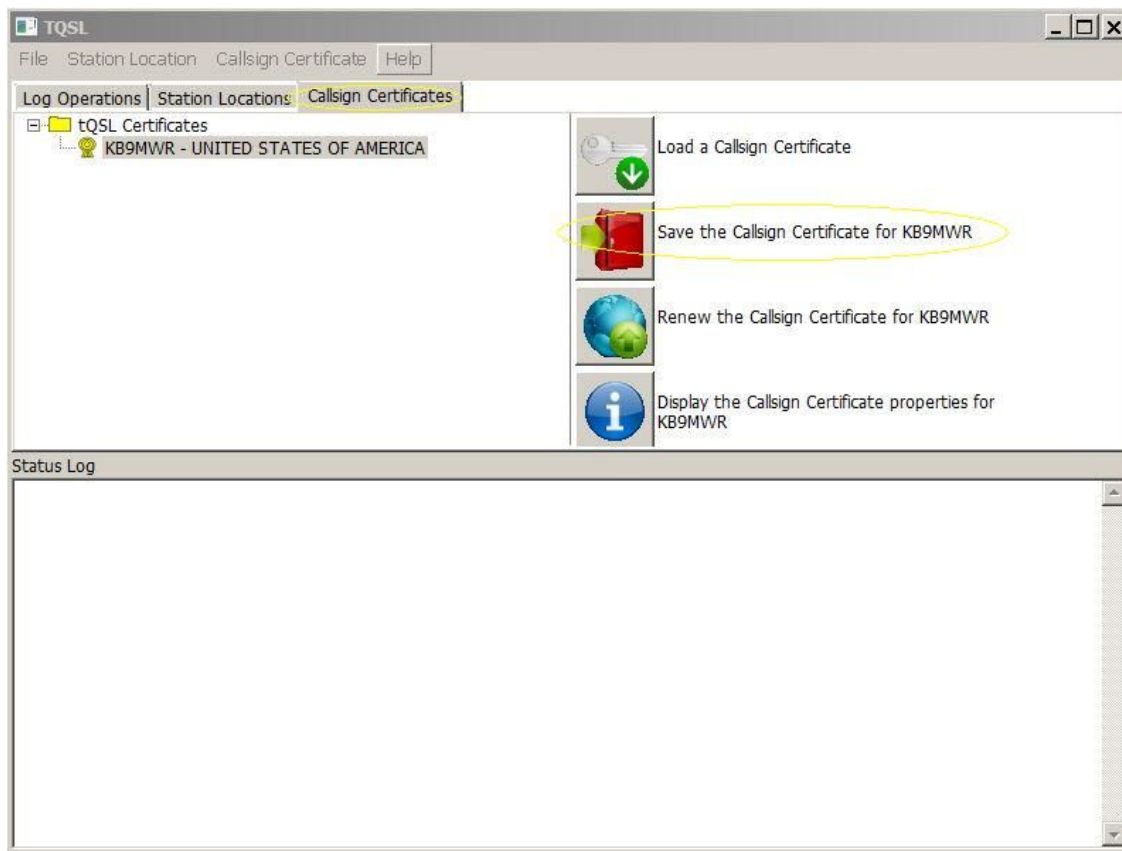 TQSL
File Station Location Callsign Certificate Help
Log Operations Station Locations Callsign Certificates
tQSL Certificates
KB9MWR - UNITED STATES OF AMERICA
Load a Callsign Certificate
Save the Callsign Certificate for KB9MWR
Renew the Callsign Certificate for KB9MWR
Display the Callsign Certificate properties for
KB9MWR
Status Log